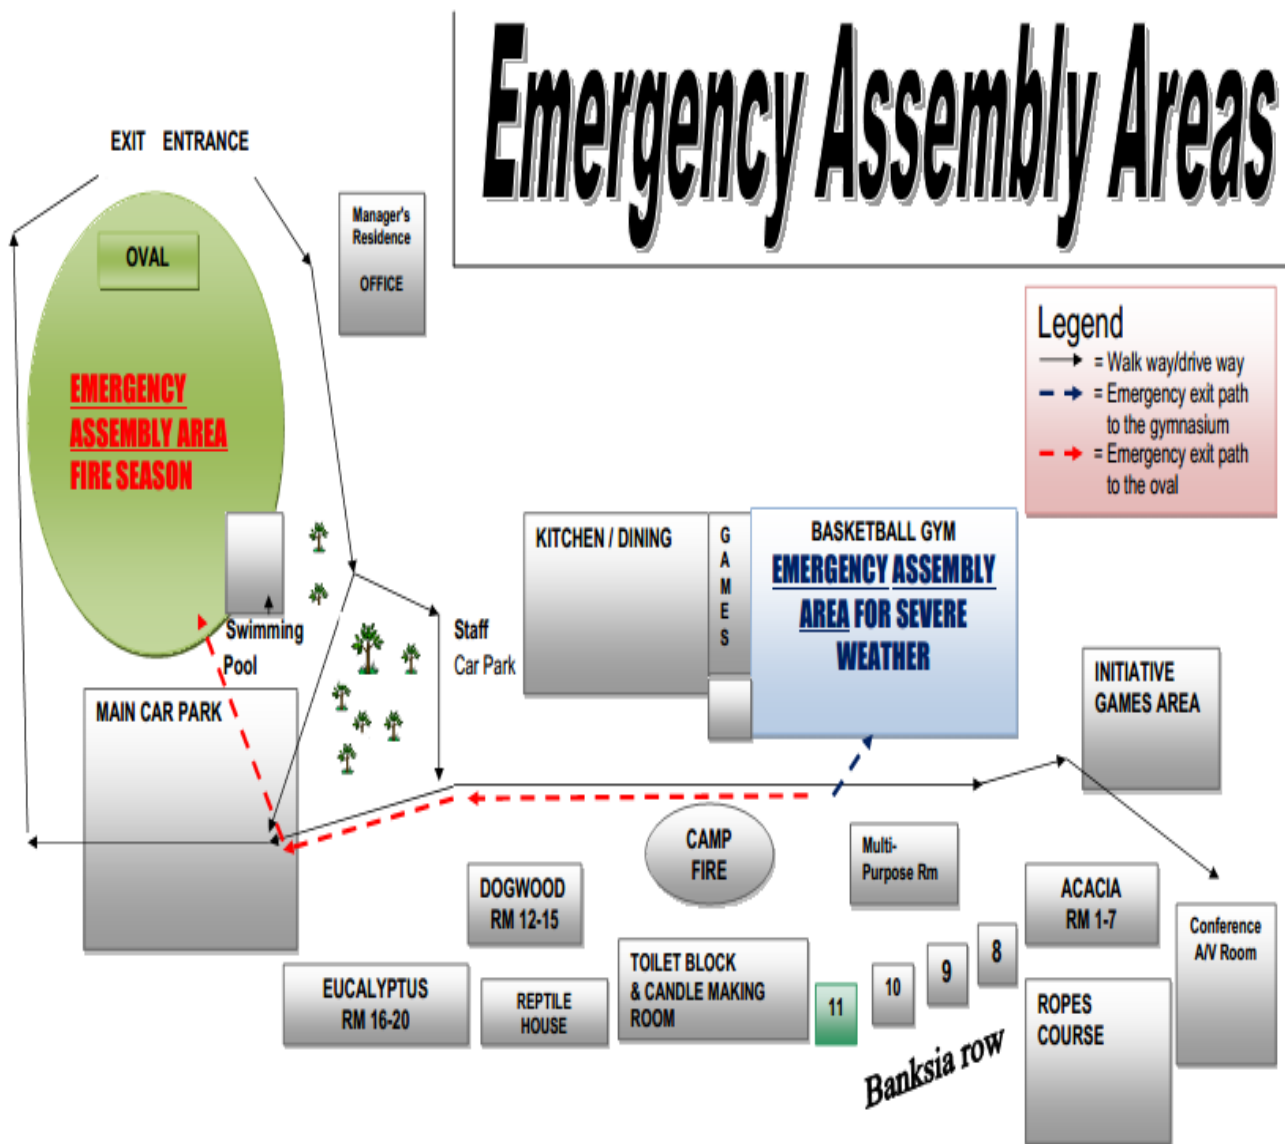 Emergency Assembly Areas
EXIT ENTRANCE
Manager's
Residence
OFFICE
OVAL
EMERGENCY
ASSEMBLY AREA
FIRE SEASON
Legend
= Walk way/drive way
= Emergency exit path
to the gymnasium
= Emergency exit path
to the oval
KITCHEN / DINING
G
A
M
E
S
BASKETBALL GYM
EMERGENCY ASSEMBLY
AREA FOR SEVERE
WEATHER
Swimming
Pool
Staff
Car Park
INITIATIVE
GAMES AREA
MAIN CAR PARK
CAMP
FIRE
Multi-
Purpose Rm
DOGWOOD
RM 12-15
ACACIA
RM 1-7
Conference
A/V Room
EUCALYPTUS
RM 16-20
REPTILE
HOUSE
TOILET BLOCK
& CANDLE MAKING
ROOM
11
10
9
8
ROPES
COURSE
Banksia row